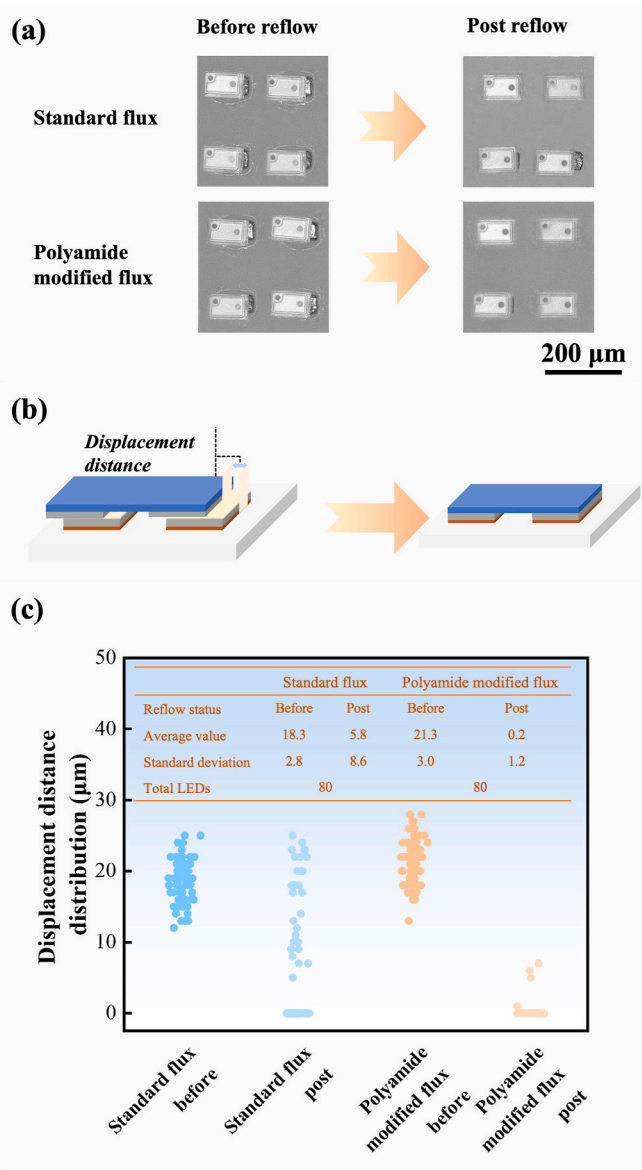 (a)
Before reflow
Post reflow
Standard flux
Polyamide
modified flux
200 μm
(b)
Displacement
distance
(c)
Displacement distance
distribution (μm)
50
40
30
20
10
0
Standard flux Polyamide modified flux
Reflow status Before Post Before Post
Average value 18.3 5.8 21.3 0.2
Standard deviation 2.8 8.6 3.0 1.2
Total LEDs 80 80
Standard flux
before
Standard flux
post
Polyamide
modified flux
before
Polyamide
modified flux
post